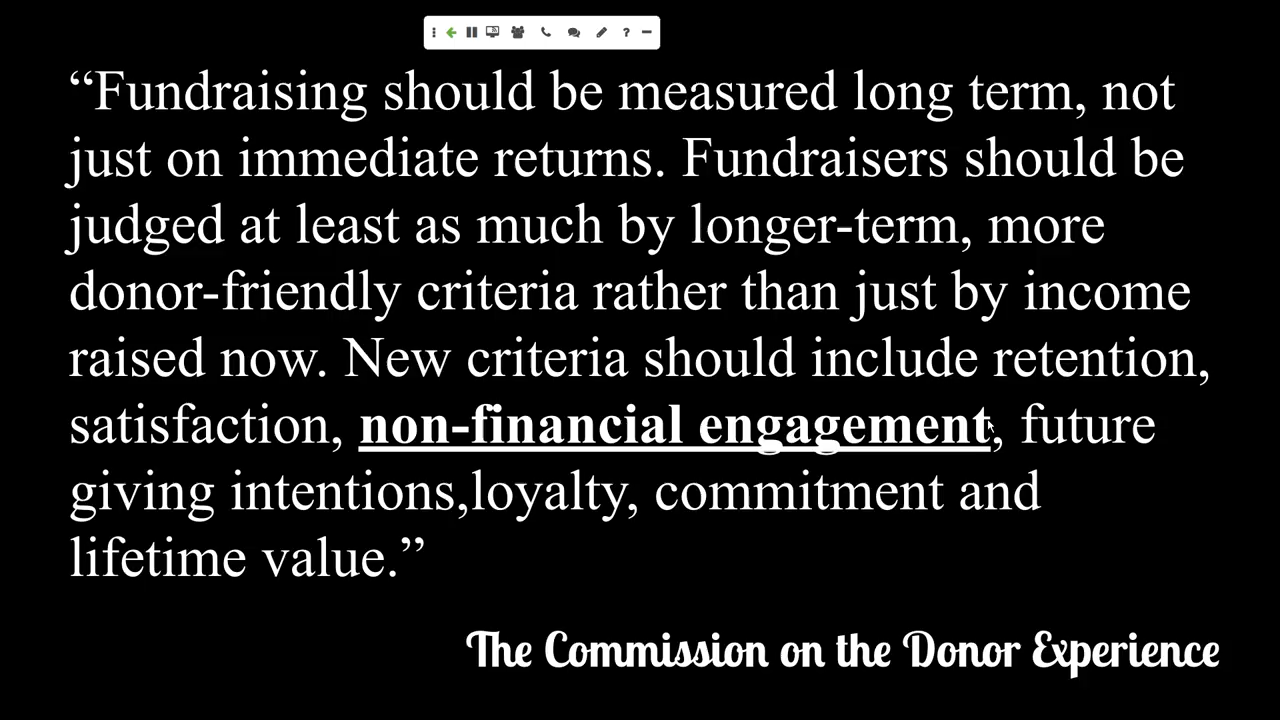 “Fundraising should be measured long term, not
just on immediate returns. Fundraisers should be
judged at least as much by longer-term, more
donor-friendly criteria rather than just by income
raised now. New criteria should include retention,
satisfaction, non-financial engagement, future
giving intentions,loyalty, commitment and
lifetime value.”
The Commission on the Donor Experience